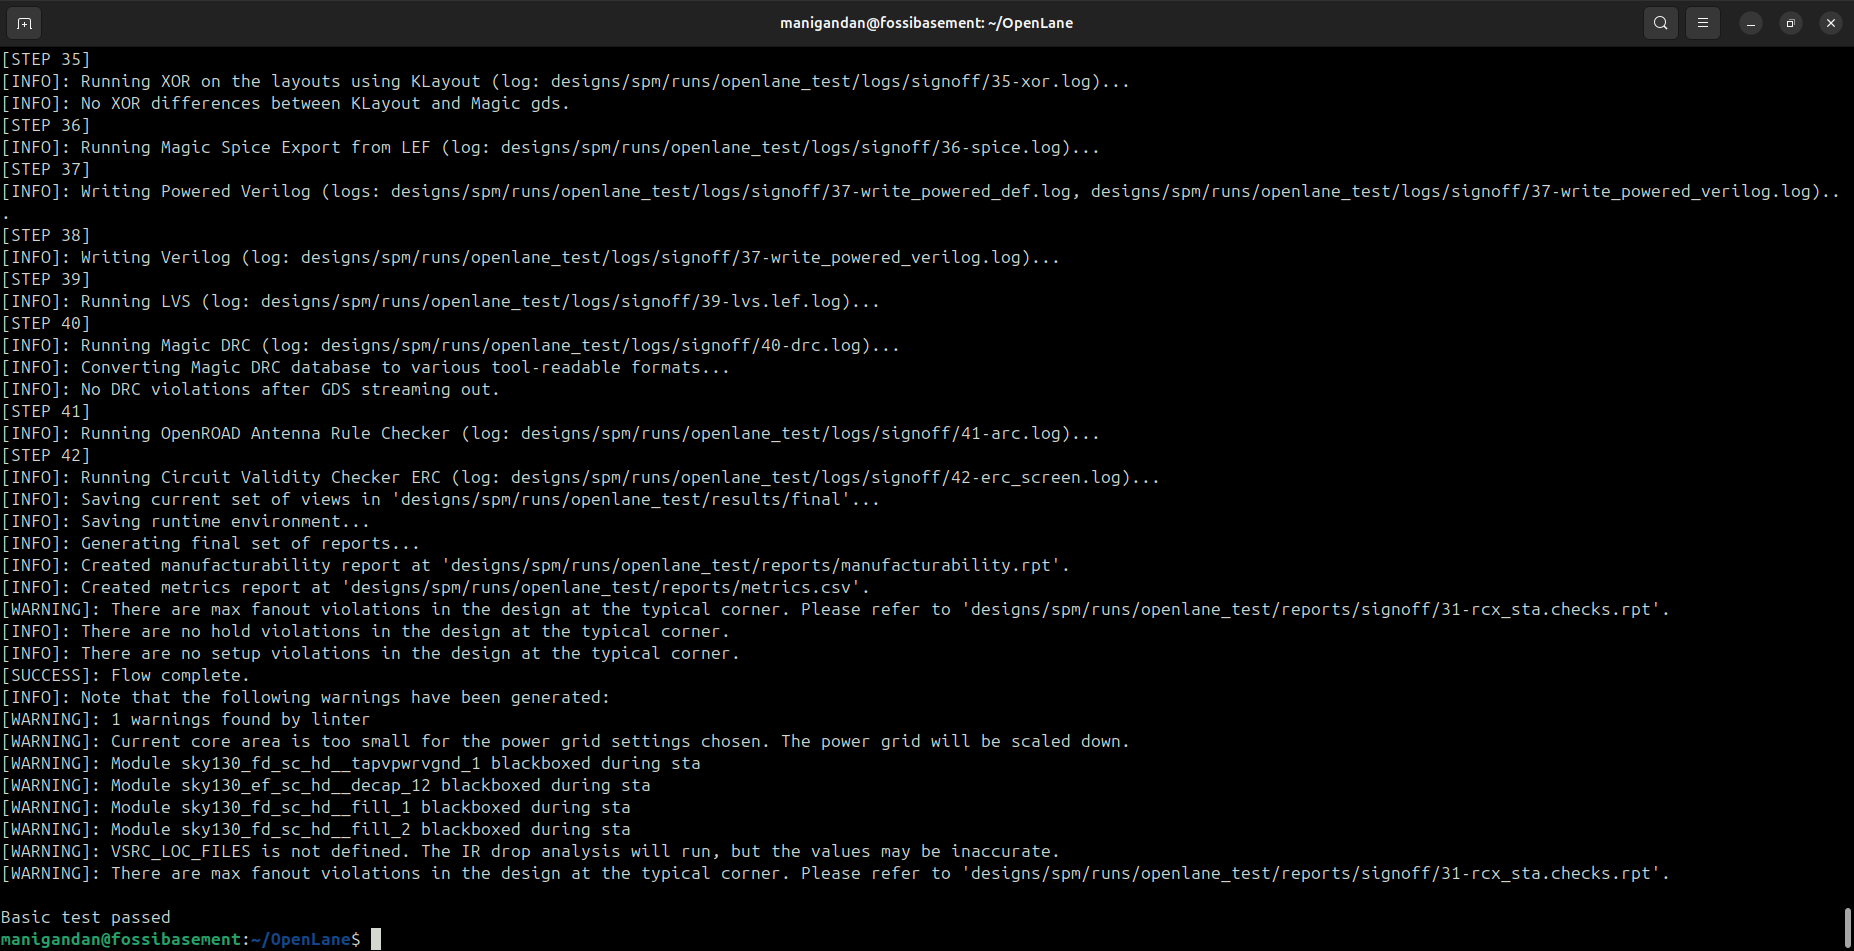 manigandan@fossibasement: ~/OpenLane
[STEP 35]
[INFO]: Running XOR on the layouts using KLayout (log: designs/spm/runs/openlane_test/logs/signoff/35-xor.log)...
[INFO]: No XOR differences between KLayout and Magic gds.
[STEP 36]
[INFO]: Running Magic Spice Export from LEF (log: designs/spm/runs/openlane_test/logs/signoff/36-spice.log)...
[STEP 37]
[INFO]: Writing Powered Verilog (logs: designs/spm/runs/openlane_test/logs/signoff/37-write_powered_def.log, designs/spm/runs/openlane_test/logs/signoff/37-write_powered_verilog.log)..
.
[STEP 38]
[INFO]: Writing Verilog (log: designs/spm/runs/openlane_test/logs/signoff/37-write_powered_verilog.log)...
[STEP 39]
[INFO]: Running LVS (log: designs/spm/runs/openlane_test/logs/signoff/39-lvs.lef.log)...
[STEP 40]
[INFO]: Running Magic DRC (log: designs/spm/runs/openlane_test/logs/signoff/40-drc.log)...
[INFO]: Converting Magic DRC database to various tool-readable formats...
[INFO]: No DRC violations after GDS streaming out.
[STEP 41]
[INFO]: Running OpenROAD Antenna Rule Checker (log: designs/spm/runs/openlane_test/logs/signoff/41-arc.log)...
[STEP 42]
[INFO]: Running Circuit Validity Checker ERC (log: designs/spm/runs/openlane_test/logs/signoff/42-erc_screen.log)...
[INFO]: Saving current set of views in 'designs/spm/runs/openlane_test/results/final'...
[INFO]: Saving runtime environment...
[INFO]: Generating final set of reports...
[INFO]: Created manufacturability report at 'designs/spm/runs/openlane_test/reports/manufacturability.rpt'.
[INFO]: Created metrics report at 'designs/spm/runs/openlane_test/reports/metrics.csv'.
[WARNING]: There are max fanout violations in the design at the typical corner. Please refer to 'designs/spm/runs/openlane_test/reports/signoff/31-rcx_sta.checks.rpt'.
[INFO]: There are no hold violations in the design at the typical corner.
[INFO]: There are no setup violations in the design at the typical corner.
[SUCCESS]: Flow complete.
[INFO]: Note that the following warnings have been generated:
[WARNING]: 1 warnings found by linter
[WARNING]: Current core area is too small for the power grid settings chosen. The power grid will be scaled down.
[WARNING]: Module sky130_fd_sc_hd__tapvpwrvgnd_1 blackboxed during sta
[WARNING]: Module sky130_ef_sc_hd__decap_12 blackboxed during sta
[WARNING]: Module sky130_fd_sc_hd__fill_1 blackboxed during sta
[WARNING]: Module sky130_fd_sc_hd__fill_2 blackboxed during sta
[WARNING]: VSRC_LOC_FILES is not defined. The IR drop analysis will run, but the values may be inaccurate.
[WARNING]: There are max fanout violations in the design at the typical corner. Please refer to 'designs/spm/runs/openlane_test/reports/signoff/31-rcx_sta.checks.rpt'.
Basic test passed
manigandan@fossibasement:~/OpenLane$